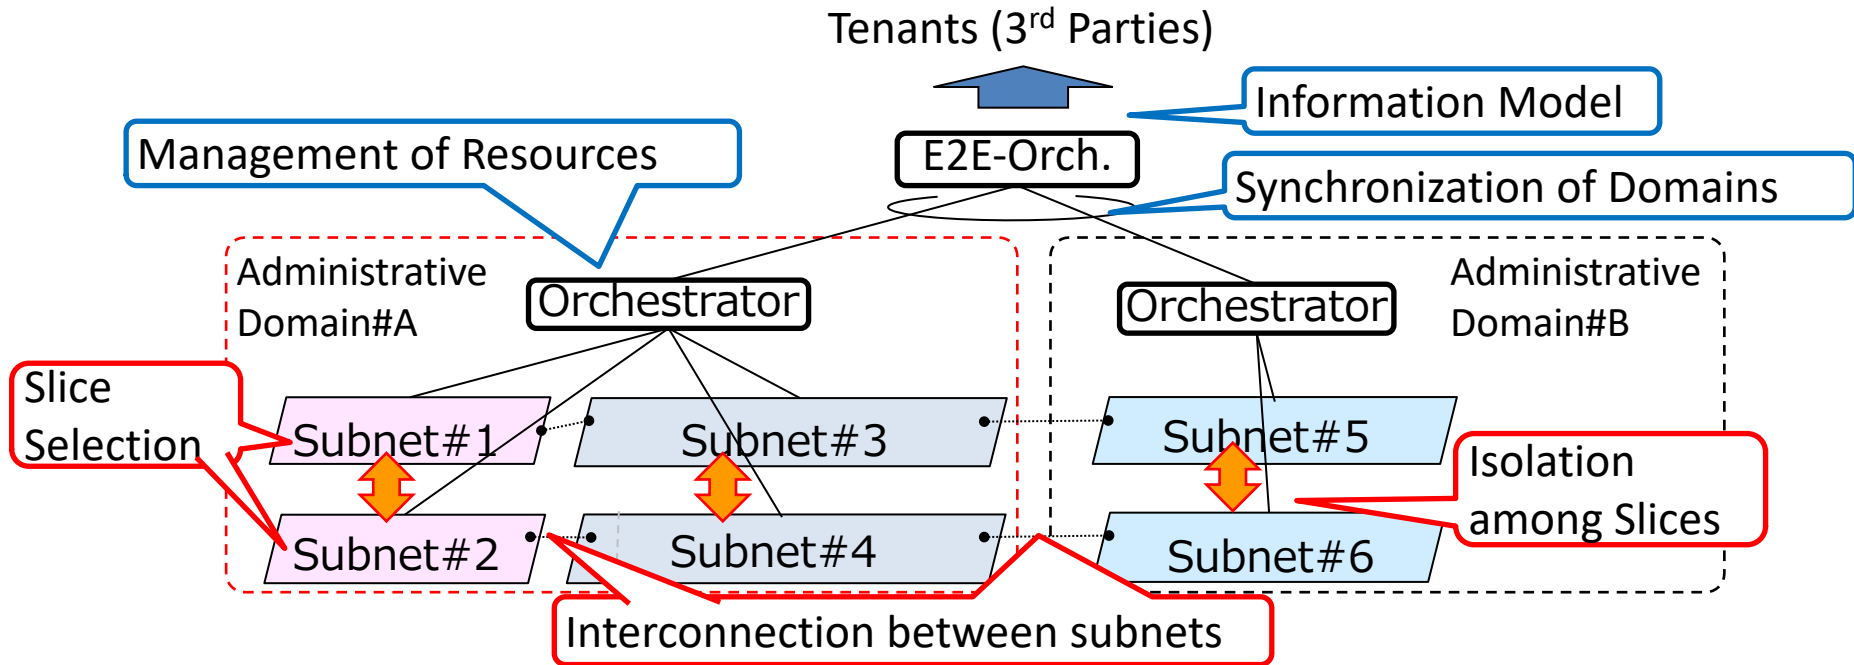 Tenants (3rd Parties)
Information Model
Management of Resources
E2E-Orch.
Synchronization of Domains
Administrative
Domain#A
Orchestrator
Orchestrator
Administrative
Domain#B
Slice
Selection
Subnet#1
Subnet#3
Subnet#5
Isolation
among Slices
Subnet#2
Subnet#4
Subnet#6
Interconnection between subnets